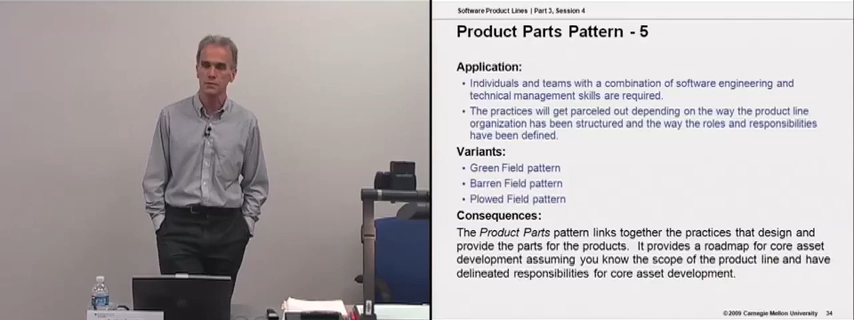 Software Product Lines | Part 3, Session 4
Product Parts Pattern - 5
Application:
• Individuals and teams with a combination of software engineering and
technical management skills are required.
• The practices will get parceled out depending on the way the product line
organization has been structured and the way the roles and responsibilities
have been defined.
Variants:
• Green Field pattern
• Barren Field pattern
• Plowed Field pattern
Consequences:
The Product Parts pattern links together the practices that design and
provide the parts for the products. It provides a roadmap for core asset
development assuming you know the scope of the product line and have
delineated responsibilities for core asset development.
© 2009 Carnegie Mellon University 34